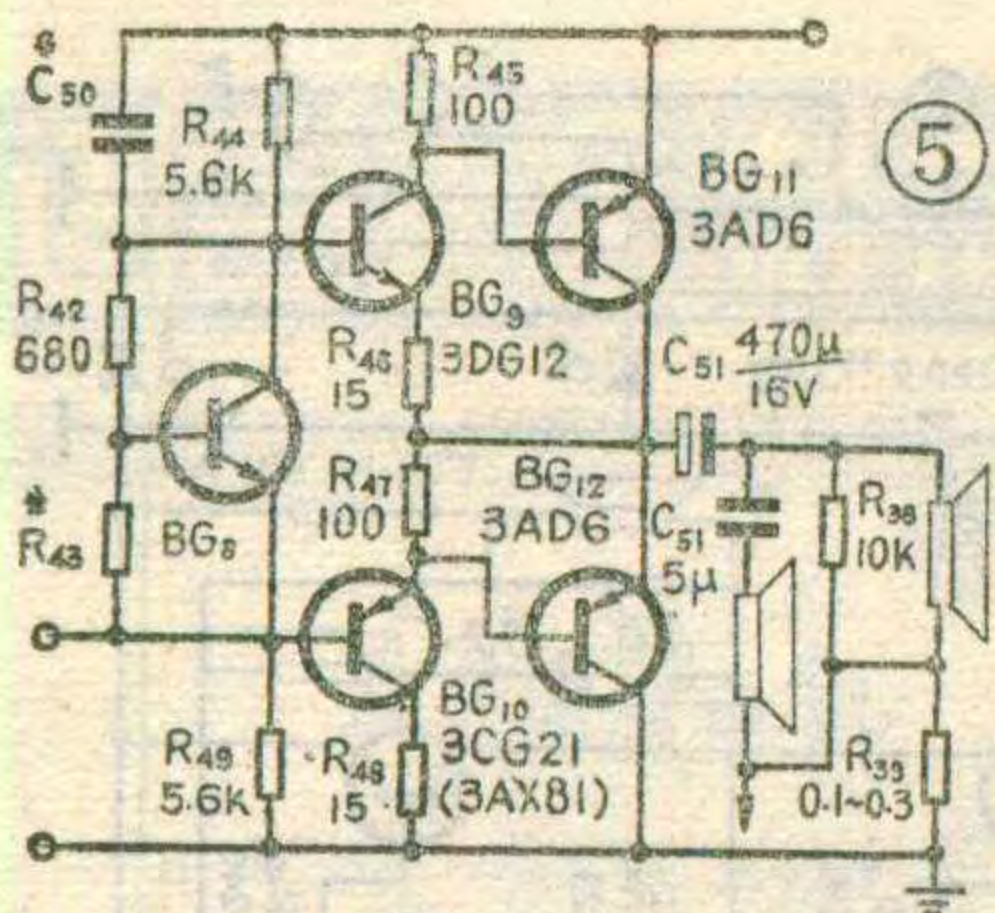 *
C50
R44
5.6K
R45
100
5
BG11
3AD6
R42
680
BG9
3DG12
R46
15
C51 470μ
16V
*
R43
BG8
R47
100
BG12
3AD6
C51
5μ
R38
10K
R49
5.6K
R48
15
BG10
3CG21
(3AX81)
R39
0.1~0.3